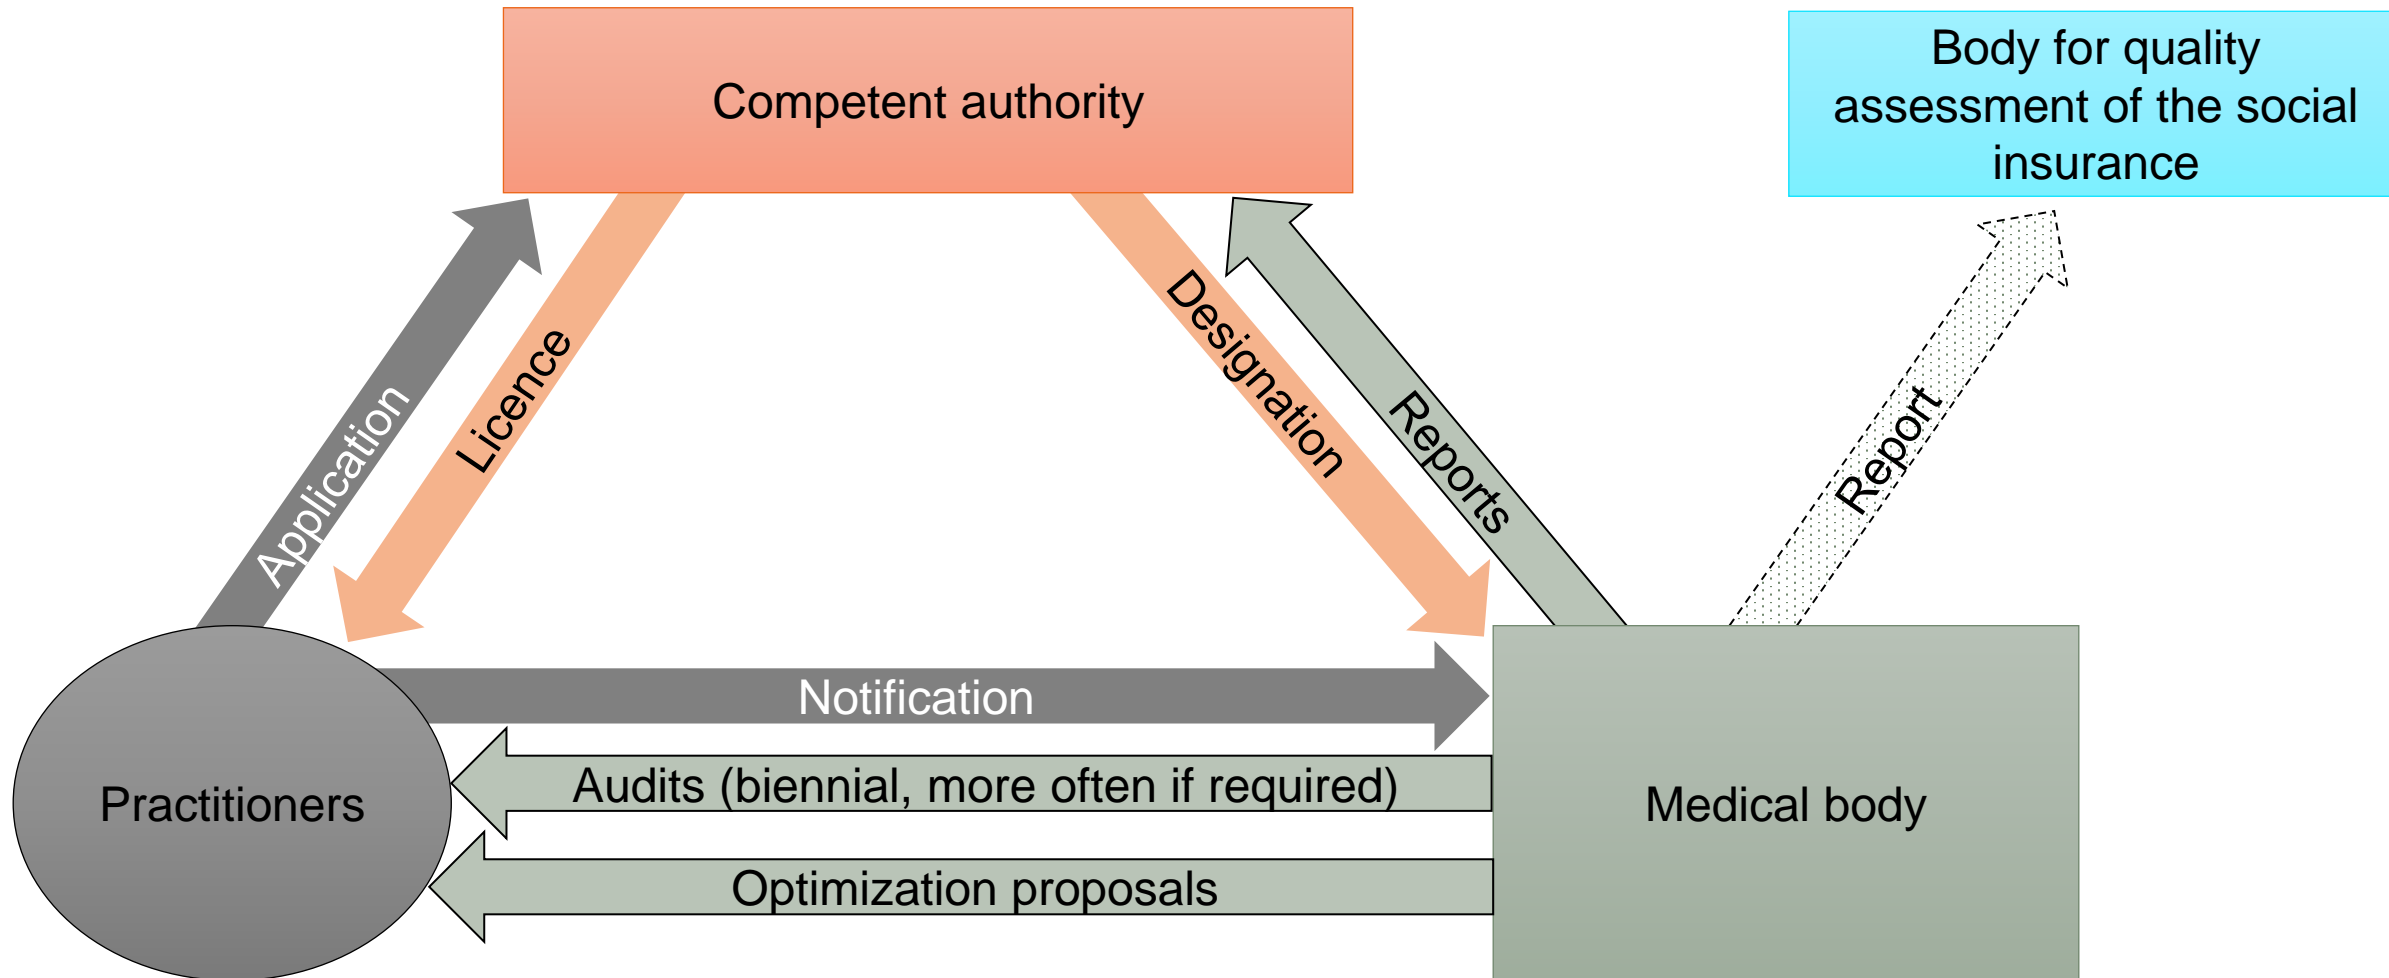 Competent authority
Body for quality
assessment of the social
insurance
Application
Licence
Designation
Reports
Report
Notification
Audits (biennial, more often if required)
Optimization proposals
Practitioners
Medical body